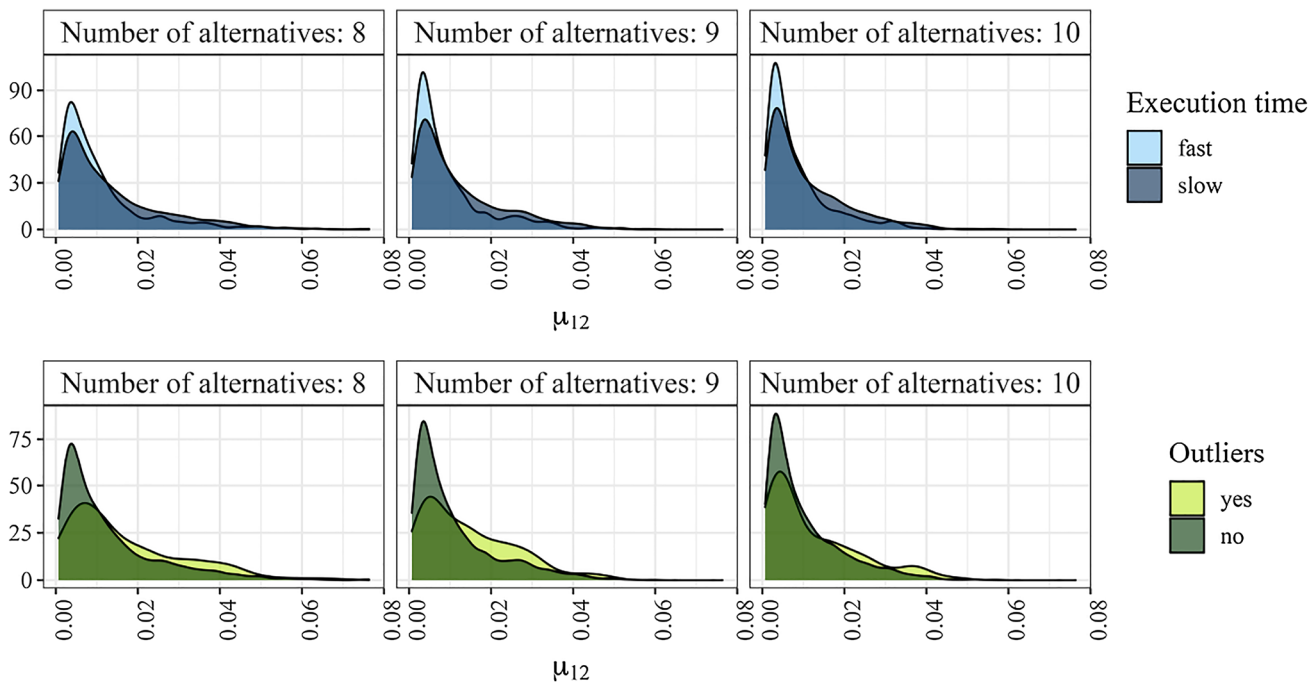 Number of alternatives: 8
Number of alternatives: 9
Number of alternatives: 10
90
60
30
0
0.00
0.02
0.04
0.06
0.08
0.00
0.02
0.04
0.06
0.08
0.00
0.02
0.04
0.06
0.08
μ12
Execution time
fast
slow
Number of alternatives: 8
Number of alternatives: 9
Number of alternatives: 10
75
50
25
0
0.00
0.02
0.04
0.06
0.08
0.00
0.02
0.04
0.06
0.08
0.00
0.02
0.04
0.06
0.08
μ12
Outliers
yes
no